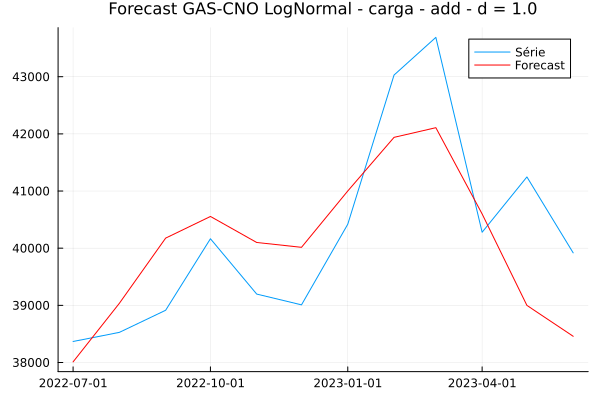 Forecast GAS-CNO LogNormal - carga - add - d = 1.0
Série
Forecast
43000
42000
41000
40000
39000
38000
2022-07-01 2022-10-01 2023-01-01 2023-04-01